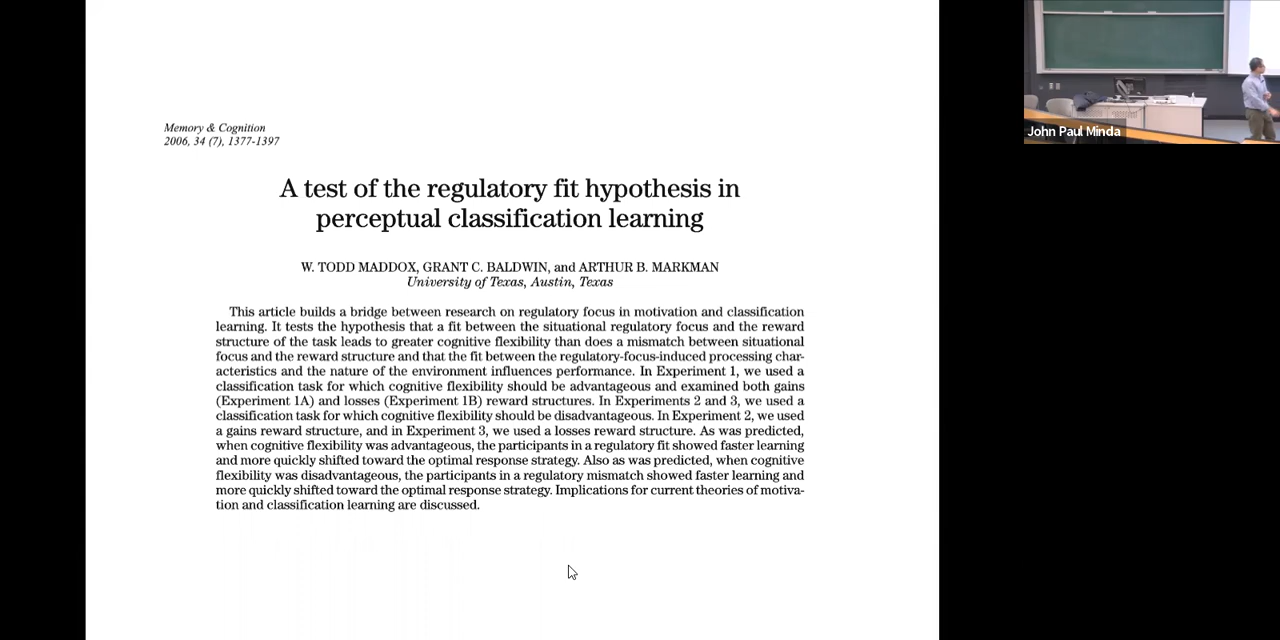 Memory & Cognition
2006, 34 (7), 1377-1397
A test of the regulatory fit hypothesis in
perceptual classification learning
W. TODD MADDOX, GRANT C. BALDWIN, and ARTHUR B. MARKMAN
University of Texas, Austin, Texas
This article builds a bridge between research on regulatory focus in motivation and classification
learning. It tests the hypothesis that a fit between the situational regulatory focus and the reward
structure of the task leads to greater cognitive flexibility than does a mismatch between situational
focus and the reward structure and that the fit between the regulatory-focus-induced processing char-
acteristics and the nature of the environment influences performance. In Experiment 1, we used a
classification task for which cognitive flexibility should be advantageous and examined both gains
(Experiment 1A) and losses (Experiment 1B) reward structures. In Experiments 2 and 3, we used a
classification task for which cognitive flexibility should be disadvantageous. In Experiment 2, we used
a gains reward structure, and in Experiment 3, we used a losses reward structure. As was predicted,
when cognitive flexibility was advantageous, the participants in a regulatory fit showed faster learning
and more quickly shifted toward the optimal response strategy. Also as was predicted, when cognitive
flexibility was disadvantageous, the participants in a regulatory mismatch showed faster learning and
more quickly shifted toward the optimal response strategy. Implications for current theories of motiva-
tion and classification learning are discussed.
John Paul Minda